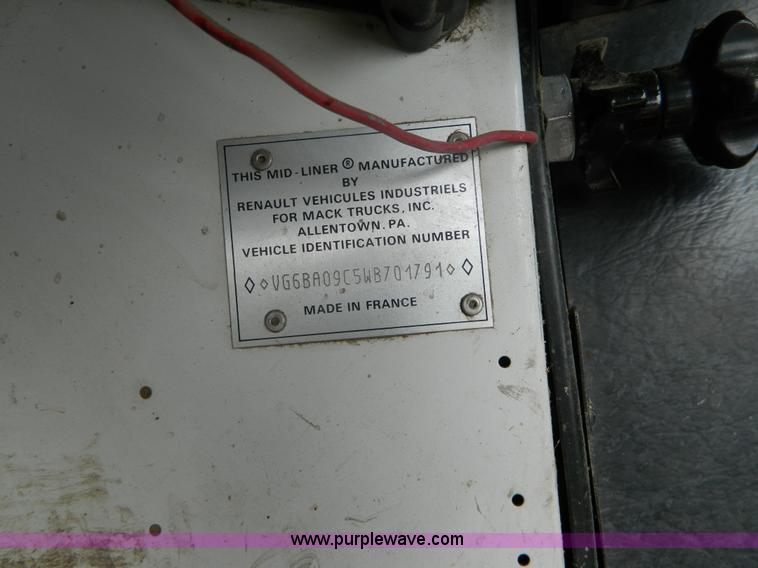 THIS MID-LINER ® MANUFACTURED
BY
RENAULT VEHICULES INDUSTRIELS
FOR MACK TRUCKS, INC.
ALLENTOWN, PA.
VEHICLE IDENTIFICATION NUMBER
VG6BA09C5WB701791
MADE IN FRANCE
www.purplewave.com